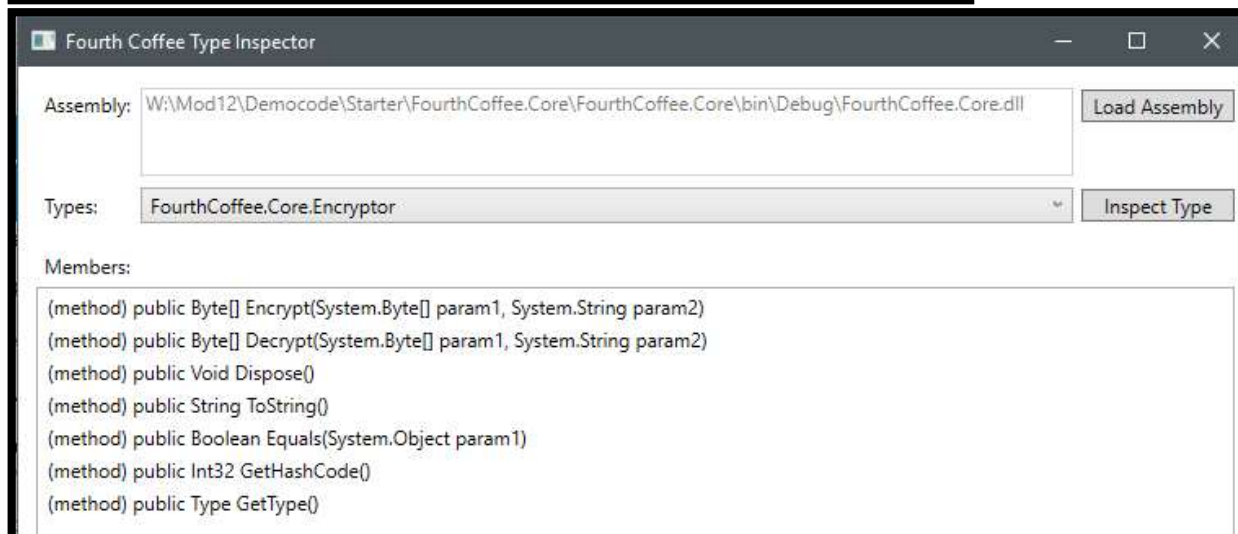 Fourth Coffee Type Inspector
Assembly: W:\Mod12\Democode\Starter\FourthCoffee.Core\FourthCoffee.Core\bin\Debug\FourthCoffee.Core.dll Load Assembly
Types: FourthCoffee.Core.Encryptor Inspect Type
Members:
(method) public Byte[] Encrypt(System.Byte[] param1, System.String param2)
(method) public Byte[] Decrypt(System.Byte[] param1, System.String param2)
(method) public Void Dispose()
(method) public String ToString()
(method) public Boolean Equals(System.Object param1)
(method) public Int32 GetHashCode()
(method) public Type GetType()